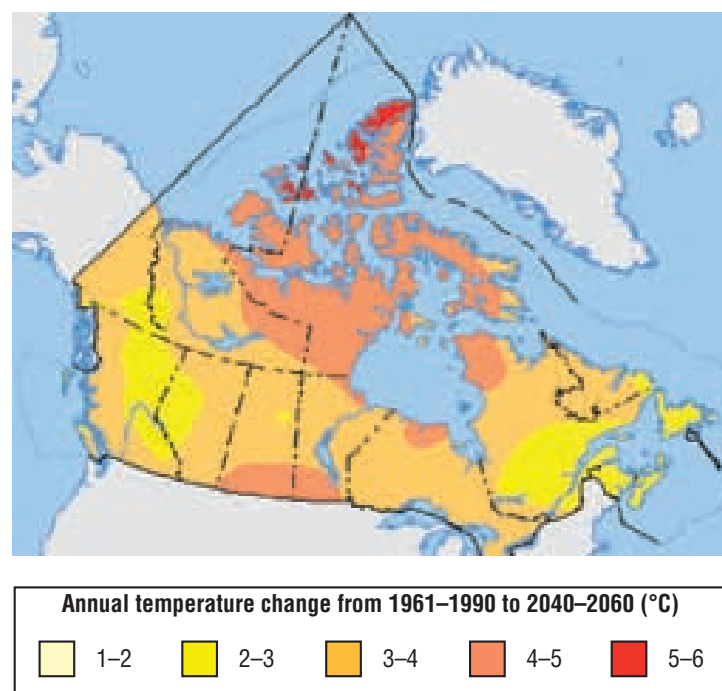 Annual temperature change from 1961–1990 to 2040–2060 (°C)
1–2 2–3 3–4 4–5 5–6